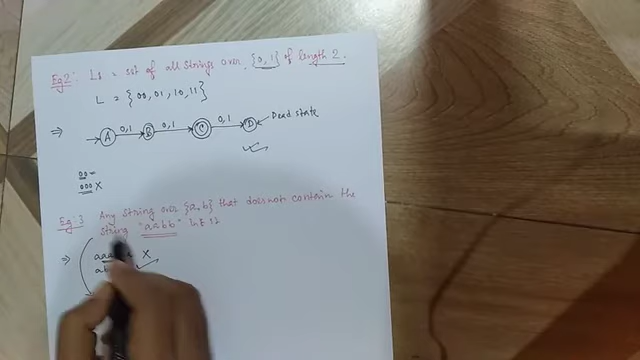 Eg2: L1 = set of all strings over {0,1} of length 2.
L = {00, 01, 10, 11}
⇒ A 0,1 B 0,1 C 0,1 D Dead state
00 -
000 X
Eg:3 Any string over {a,b} that does not contain the
string "aabb" in it
⇒
X